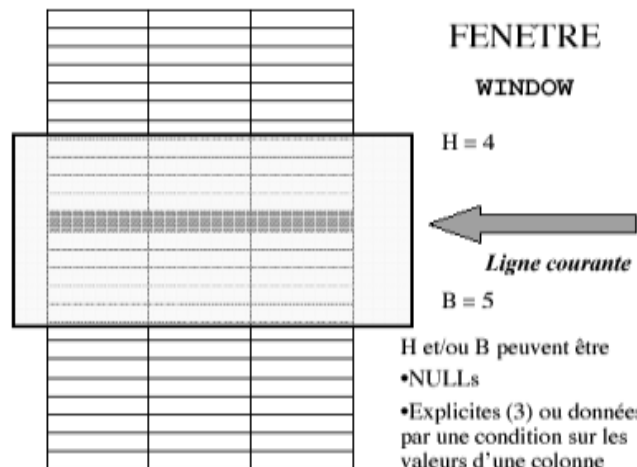 FENETRE
WINDOW
H = 4
Ligne courante
B = 5
H et/ou B peuvent être
•NULLs
•Explicites (3) ou données
par une condition sur les
valeurs d'une colonne